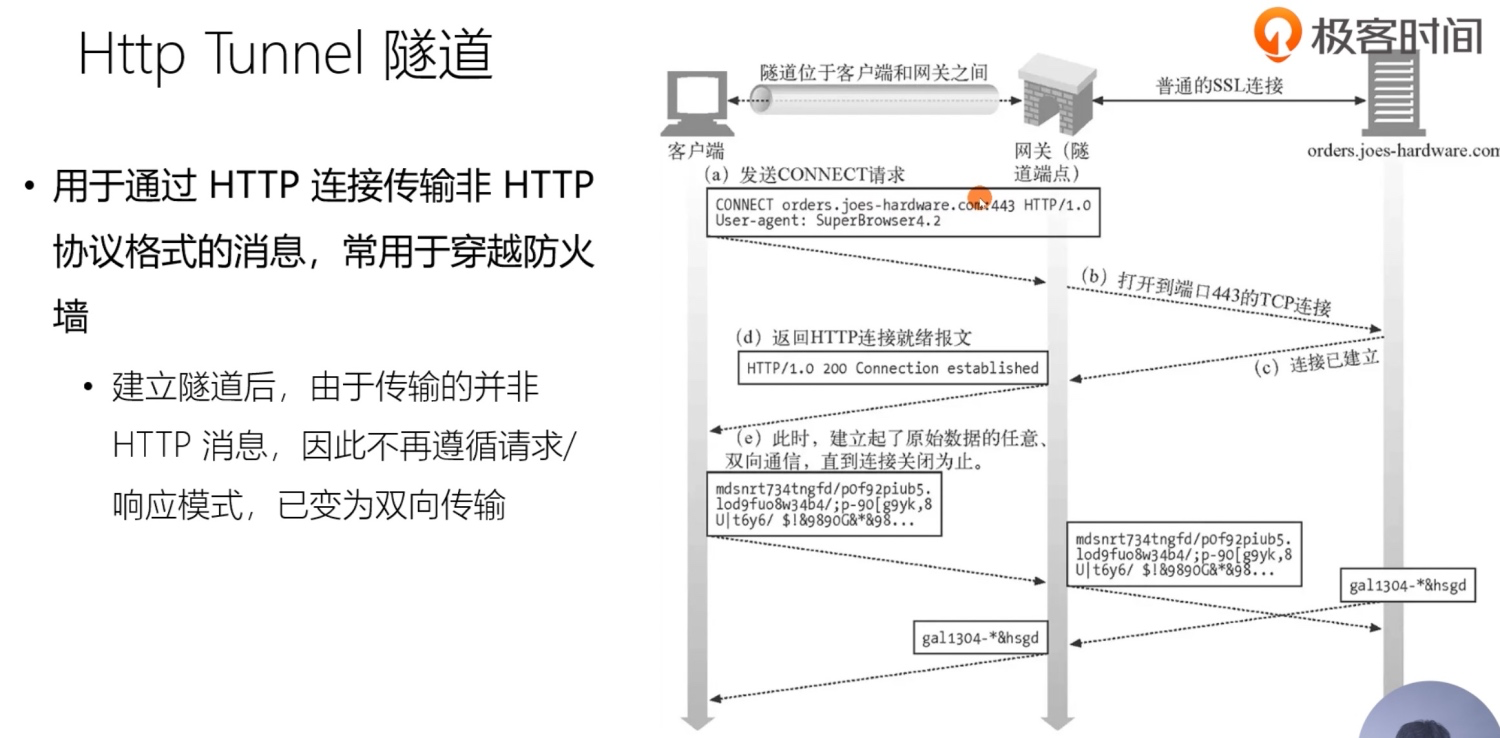 Http Tunnel 隧道
极客时间
• 用于通过 HTTP 连接传输非 HTTP
协议格式的消息，常用于穿越防火
墙
• 建立隧道后，由于传输的并非
HTTP 消息，因此不再遵循请求/
响应模式，已变为双向传输
隧道位于客户端和网关之间
普通的SSL连接
客户端
网关（隧
道端点）
orders.joes-hardware.com
（a）发送CONNECT请求
CONNECT orders.joes-hardware.com:443 HTTP/1.0
User-agent: SuperBrowser4.2
（b）打开到端口443的TCP连接
（c）连接已建立
（d）返回HTTP连接就绪报文
HTTP/1.0 200 Connection established
（e）此时，建立起了原始数据的任意、
双向通信，直到连接关闭为止。
mdsnrt734tngfd/p0f92piub5.
lod9fuo8w34b4/;p-90[g9yk,8
U|t6y6/ $!&9890G&*&98...
mdsnrt734tngfd/p0f92piub5.
lod9fuo8w34b4/;p-90[g9yk,8
U|t6y6/ $!&9890G&*&98...
gal1304-*&hsgd
gal1304-*&hsgd